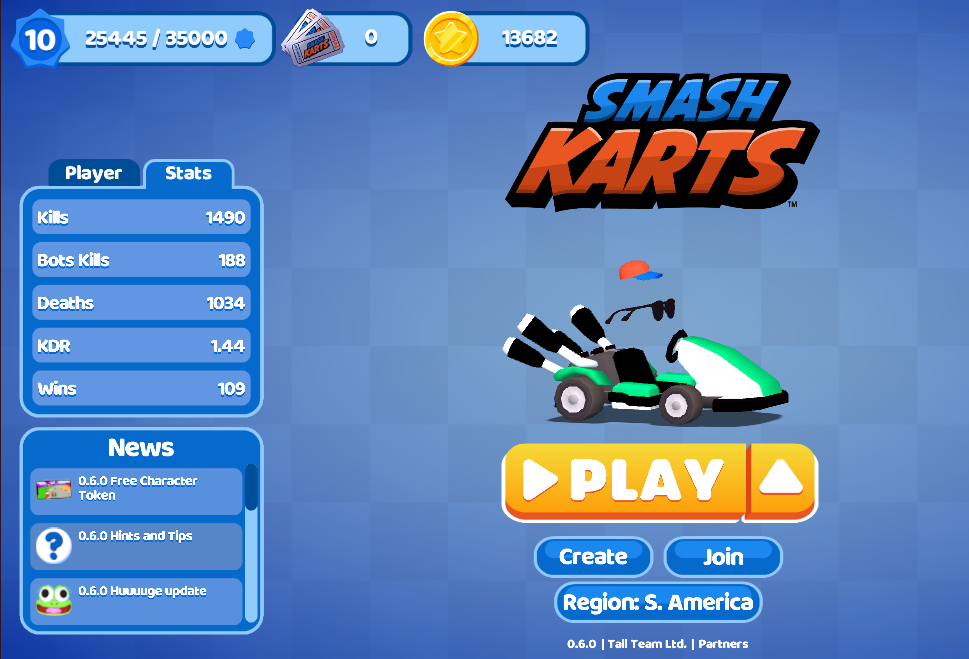 10
25445 / 35000
KARTS
0
13682
SMASH
KARTS
TM
Player
Stats
Kills 1490
Bots Kills 188
Deaths 1034
KDR 1.44
Wins 109
News
0.6.0 Free Character
Token
0.6.0 Hints and Tips
0.6.0 Huuuuge update
PLAY
Create
Join
Region: S. America
0.6.0 | Tall Team Ltd. | Partners